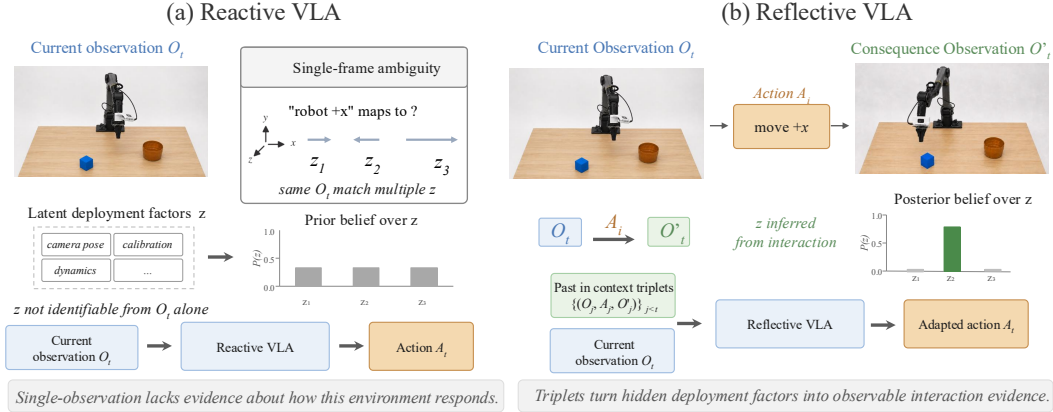 (a) Reactive VLA
Current observation O_t
Single-frame ambiguity
"robot +x" maps to ?
y
x
z
z_1
z_2
z_3
same O_t match multiple z
Latent deployment factors z
camera pose
calibration
dynamics
...
Prior belief over z
P(z)
1.0
0.5
0.0
z_1
z_2
z_3
z not identifiable from O_t alone
Current
observation O_t
Reactive VLA
Action A_t
Single-observation lacks evidence about how this environment responds.
(b) Reflective VLA
Current Observation O_t
Consequence Observation O'_t
Action A_i
move +x
O_t
A_i
O'_t
z inferred
from interaction
Posterior belief over z
P(z)
1.0
0.5
0.0
z_1
z_2
z_3
Past in context triplets
{(O_j, A_j, O'_j)}_{j<t}
Current
observation O_t
Reflective VLA
Adapted action A_t
Triplets turn hidden deployment factors into observable interaction evidence.